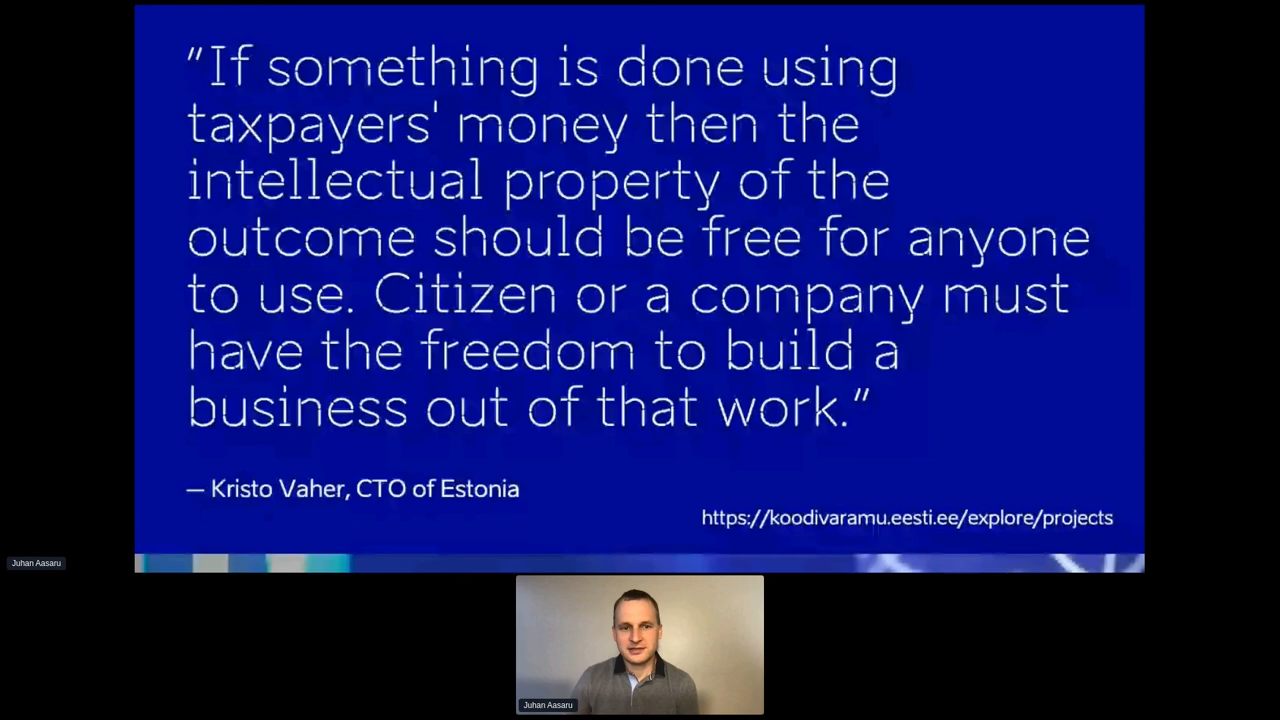 “If something is done using
taxpayers' money then the
intellectual property of the
outcome should be free for anyone
to use. Citizen or a company must
have the freedom to build a
business out of that work.”
— Kristo Vaher, CTO of Estonia
https://koodivaramu.eesti.ee/explore/projects
Juhan Aasaru
Juhan Aasaru